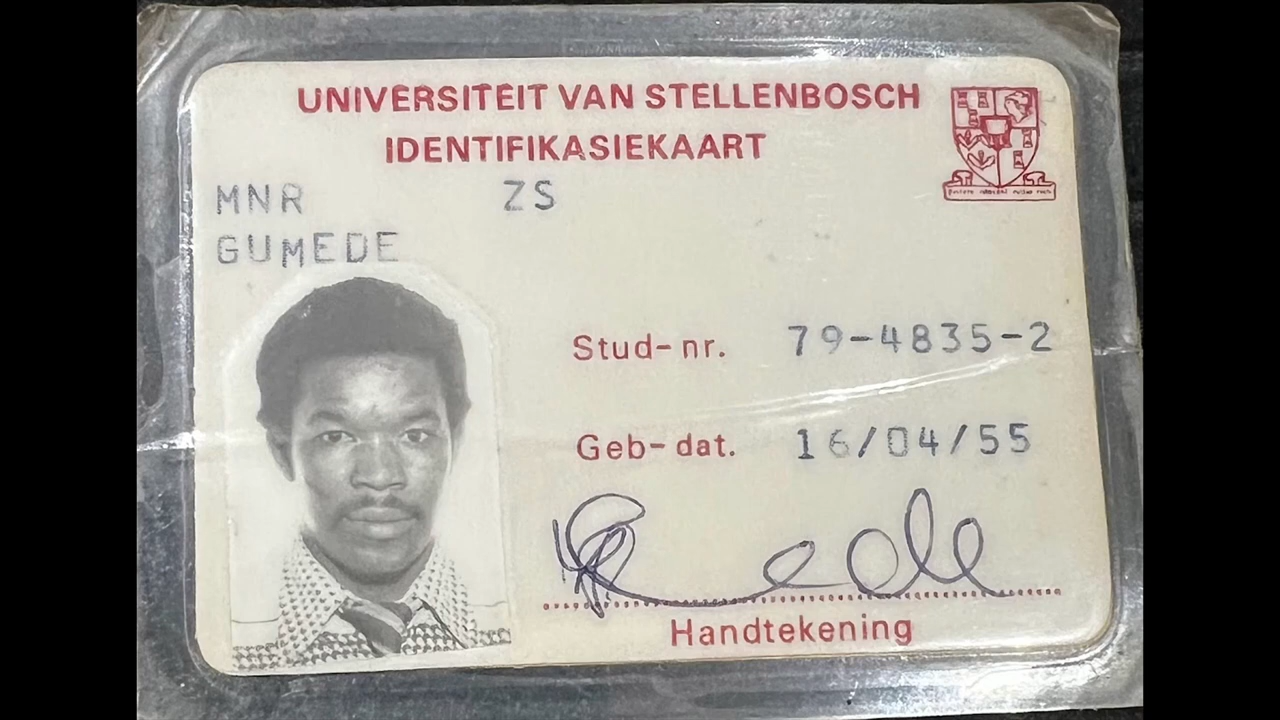 UNIVERSITEIT VAN STELLENBOSCH
IDENTIFIKASIEKAART
MNR ZS
GUMEDE
Stud-nr. 79-4835-2
Geb-dat. 16/04/55
Handtekening